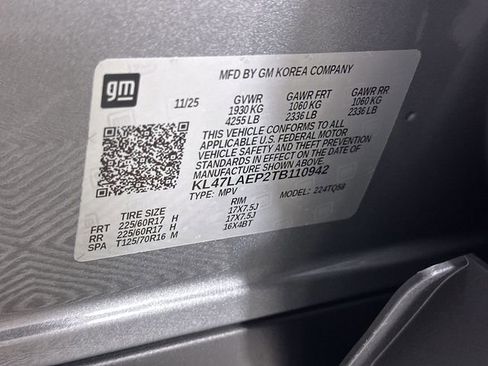 gm
MFD BY GM KOREA COMPANY
11/25 GVWR GAWR FRT GAWR RR
1930 KG 1060 KG 1060 KG
4255 LB 2336 LB 2336 LB
THIS VEHICLE CONFORMS TO ALL
APPLICABLE U.S. FEDERAL MOTOR
VEHICLE SAFETY AND THEFT PREVENTION
STANDARDS IN EFFECT ON THE DATE OF
MANUFACTURE SHOWN ABOVE.
KL47LAEP2TB110942
TYPE: MPV MODEL: 224TQ58
TIRE SIZE RIM
FRT 225/60R17 H 17X7.5J
RR 225/60R17 H 17X7.5J
SPA T125/70R16 M 16X4BT